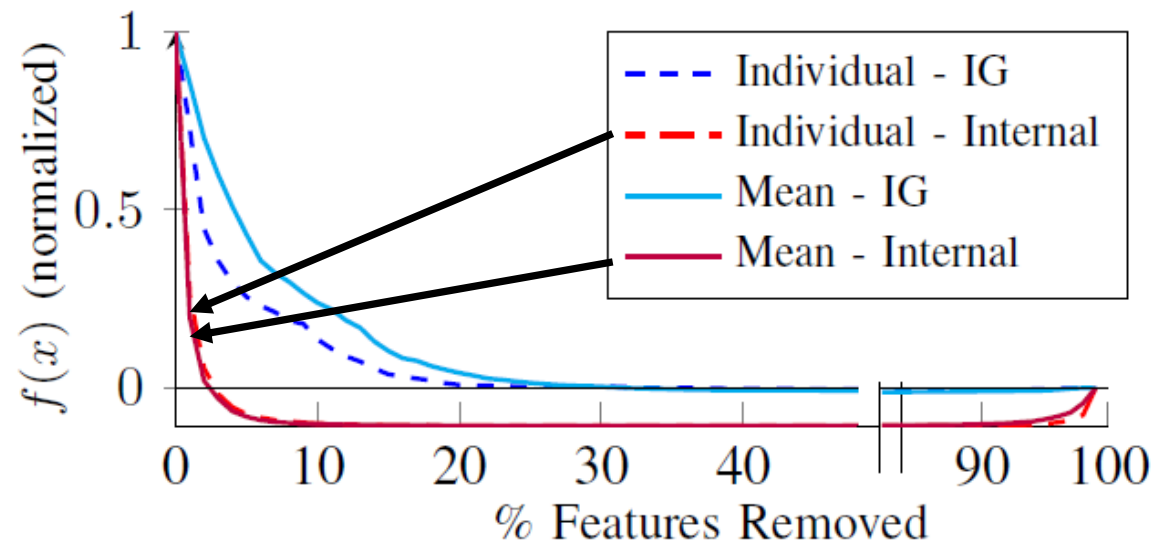 1
0.5
0
f(x) (normalized)
Individual - IG
Individual - Internal
Mean - IG
Mean - Internal
0 10 20 30 40 90 100
% Features Removed